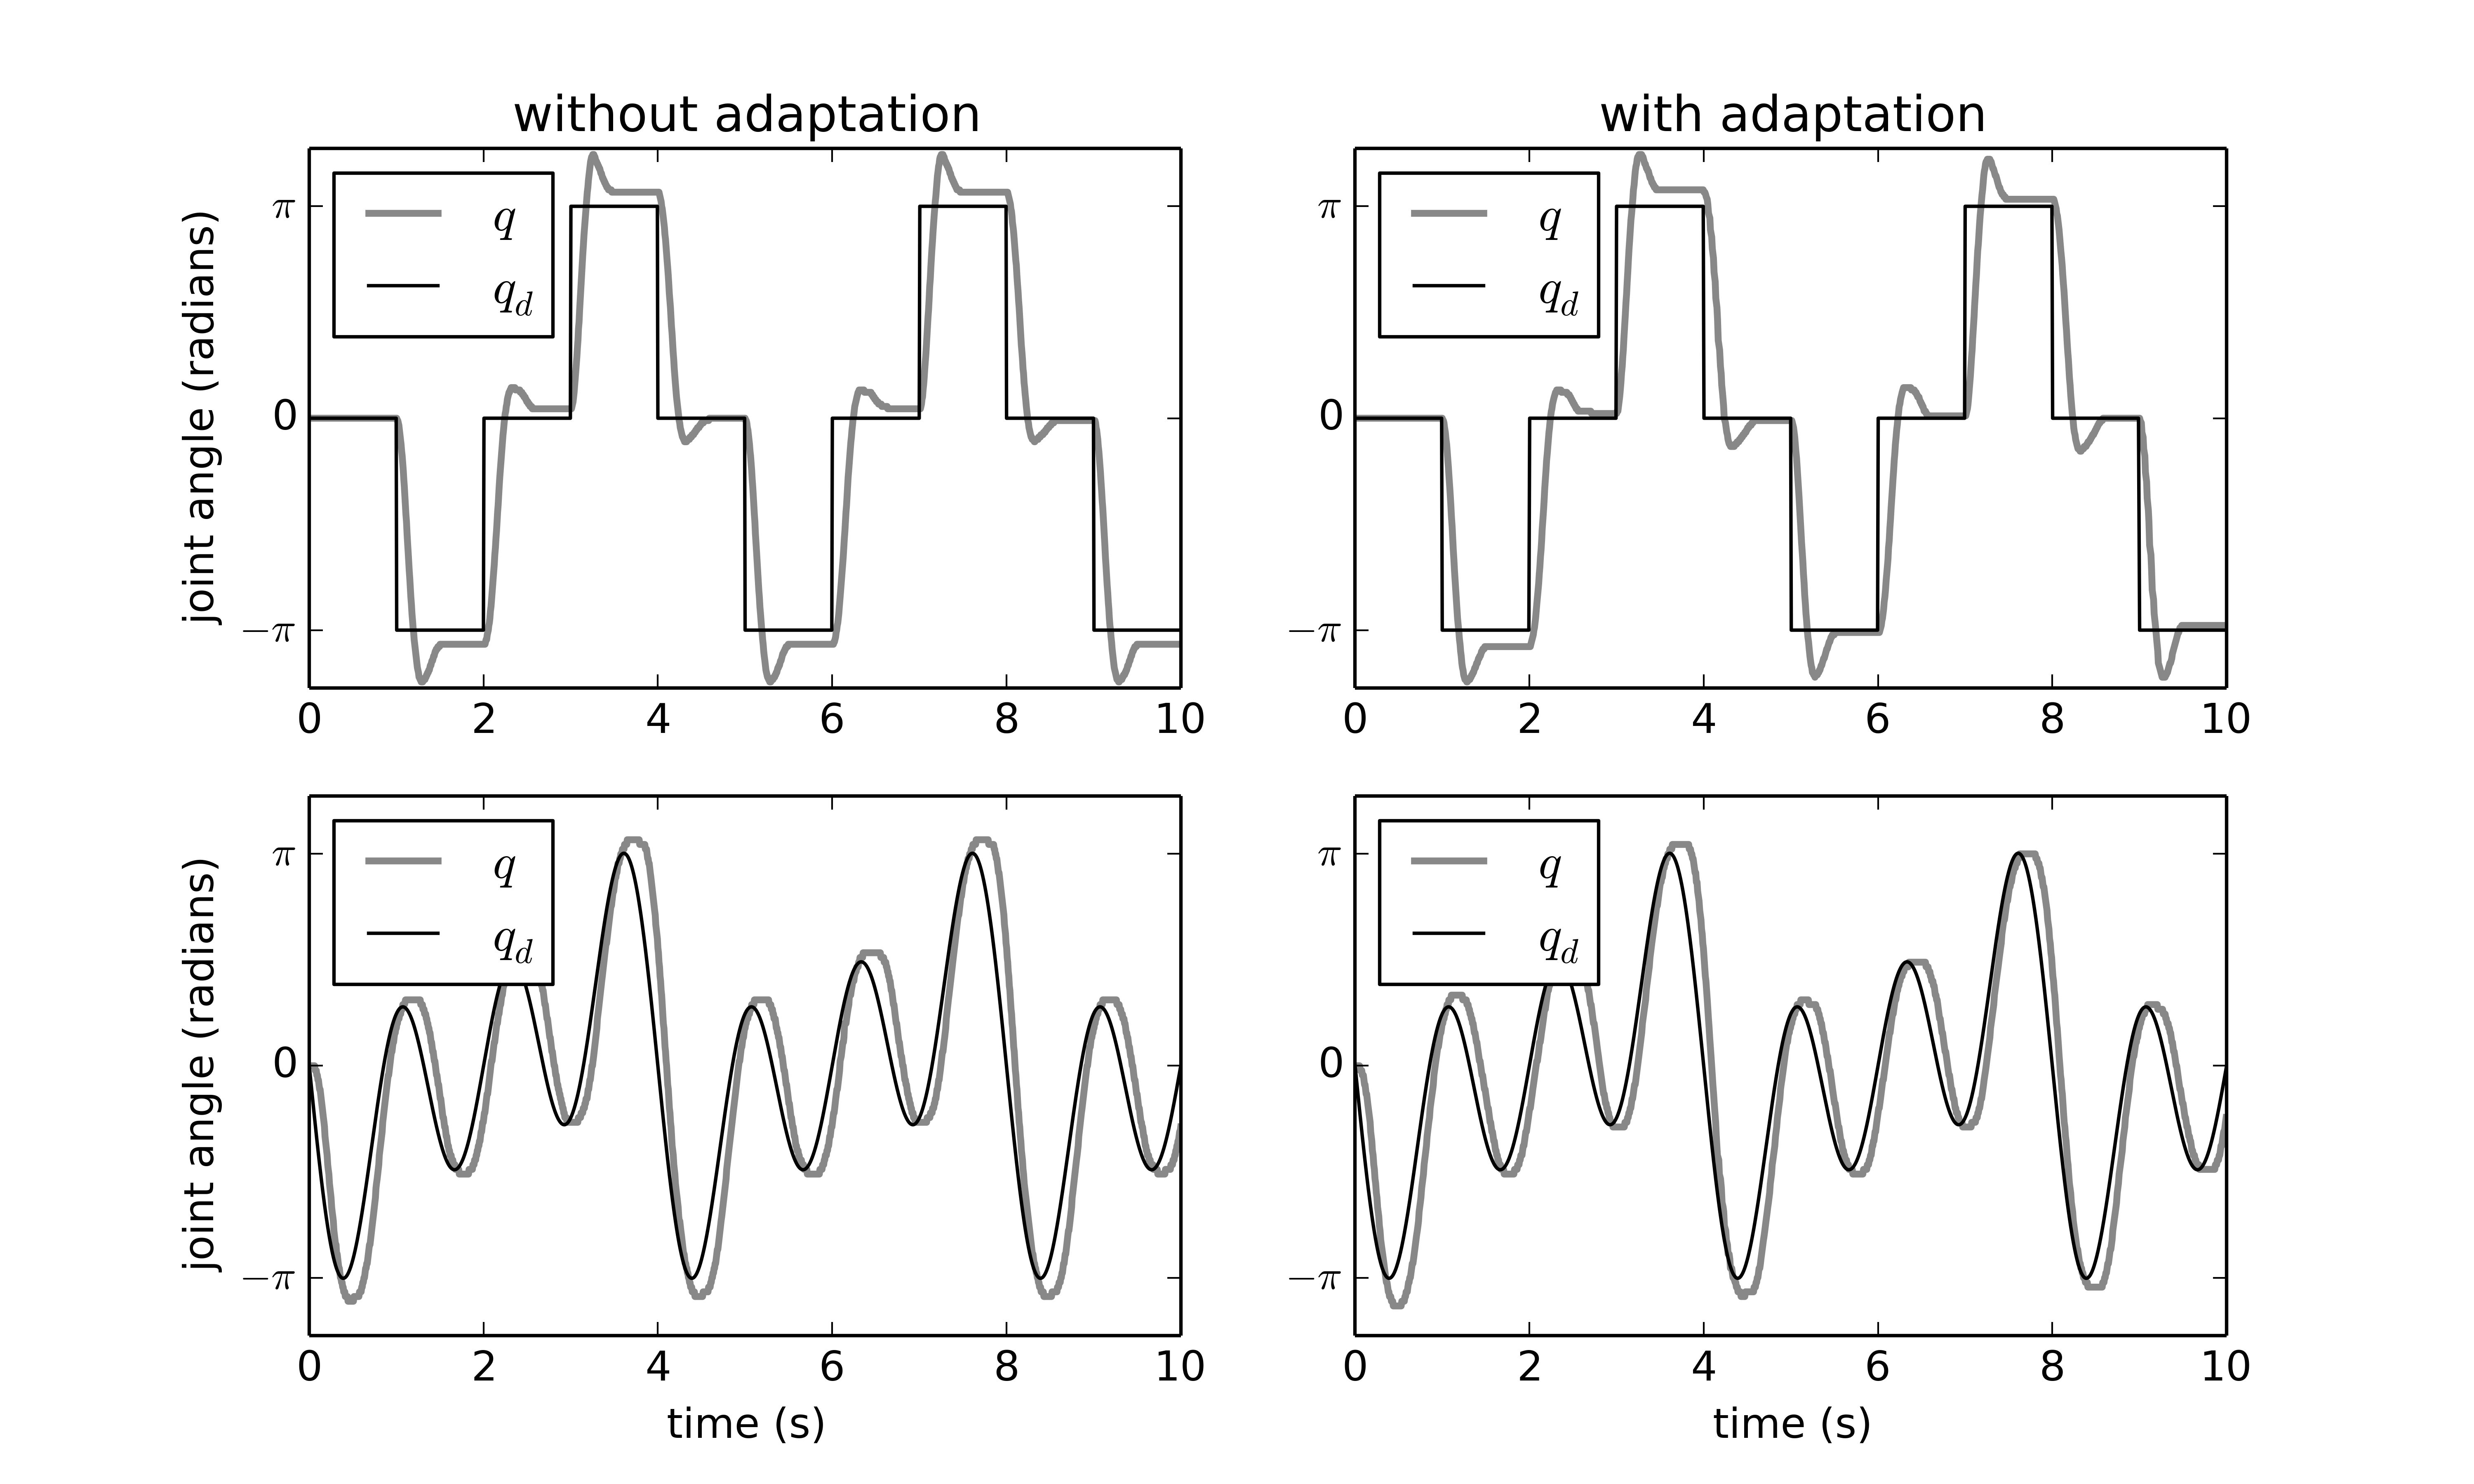 without adaptation
with adaptation
joint angle (radians)
π
0
−π
q
q_d
0 2 4 6 8 10
π
0
−π
q
q_d
0 2 4 6 8 10
joint angle (radians)
π
0
−π
q
q_d
0 2 4 6 8 10
time (s)
π
0
−π
q
q_d
0 2 4 6 8 10
time (s)